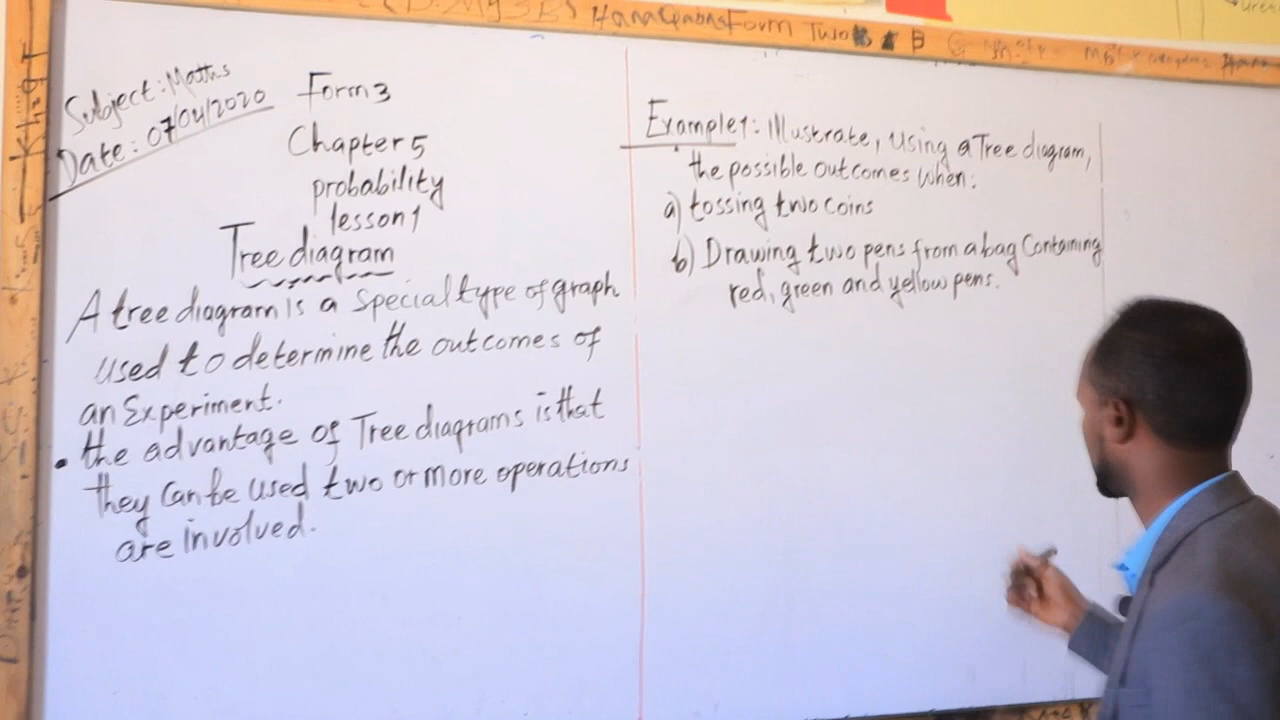 Form Two B
Subject: Maths
Date: 07/04/2020
Form 3
Chapter 5
probability
lesson 1
Tree diagram
A tree diagram is a special type of graph
used to determine the outcomes of
an Experiment.
• the advantage of Tree diagrams is that
they can be used two or more operations
are involved.
Example 1: Illustrate, using a Tree diagram,
the possible outcomes when:
a) tossing two coins
b) Drawing two pens from a bag Containing
red, green and yellow pens.